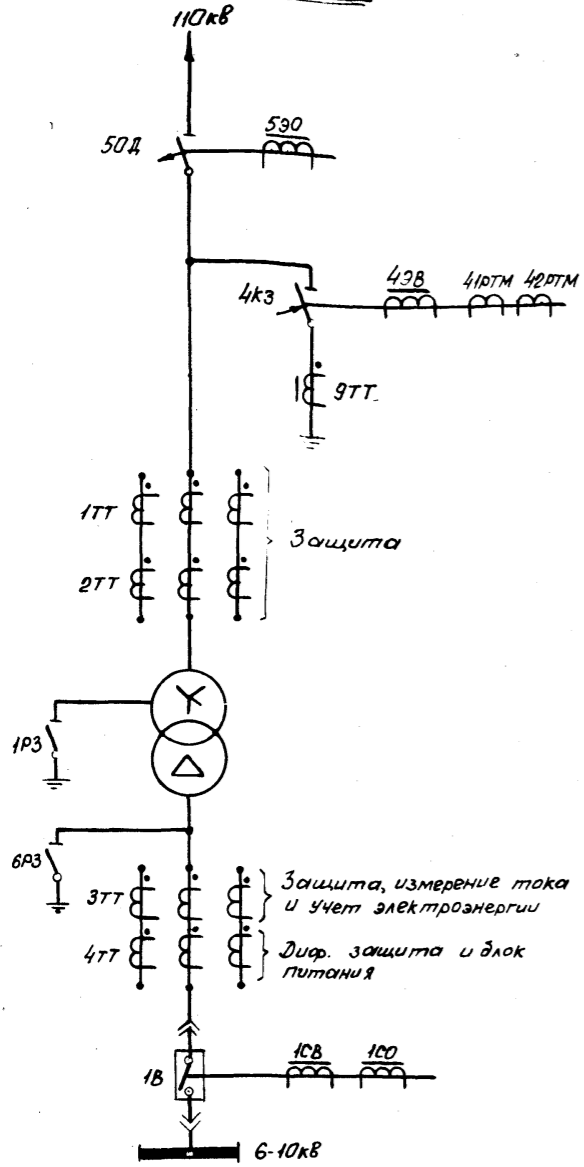 110кв
5ЭО
5ОД
4ЭВ
41РТМ
42РТМ
4КЗ
9ТТ
1ТТ
Защита
2ТТ
1РЗ
6РЗ
3ТТ
Защита, измерение тока
и учет электроэнергии
4ТТ
Диф. защита и блок
питания
1СВ
1СО
1В
6-10кв